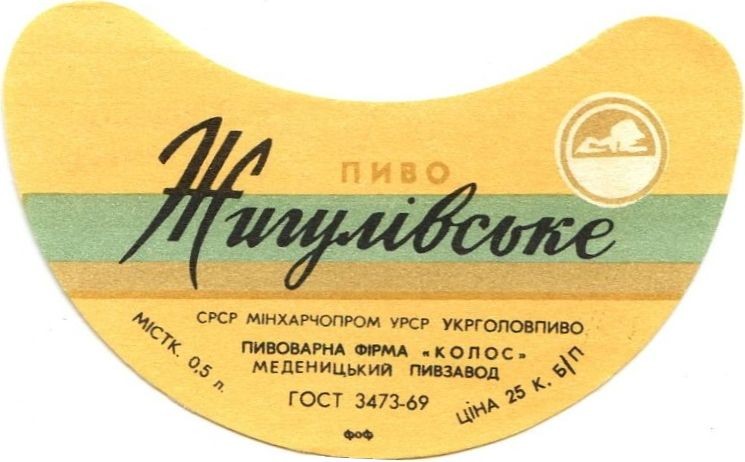 ПИВО
Жигулівське
СРСР МІНХАРЧОПРОМ УРСР УКРГОЛОВПИВО
ПИВОВАРНА ФІРМА «КОЛОС»
МЕДЕНИЦЬКИЙ ПИВЗАВОД
МІСТК. 0,5 л.
ГОСТ 3473-69
ЦІНА 25 К. Б/П
фоф